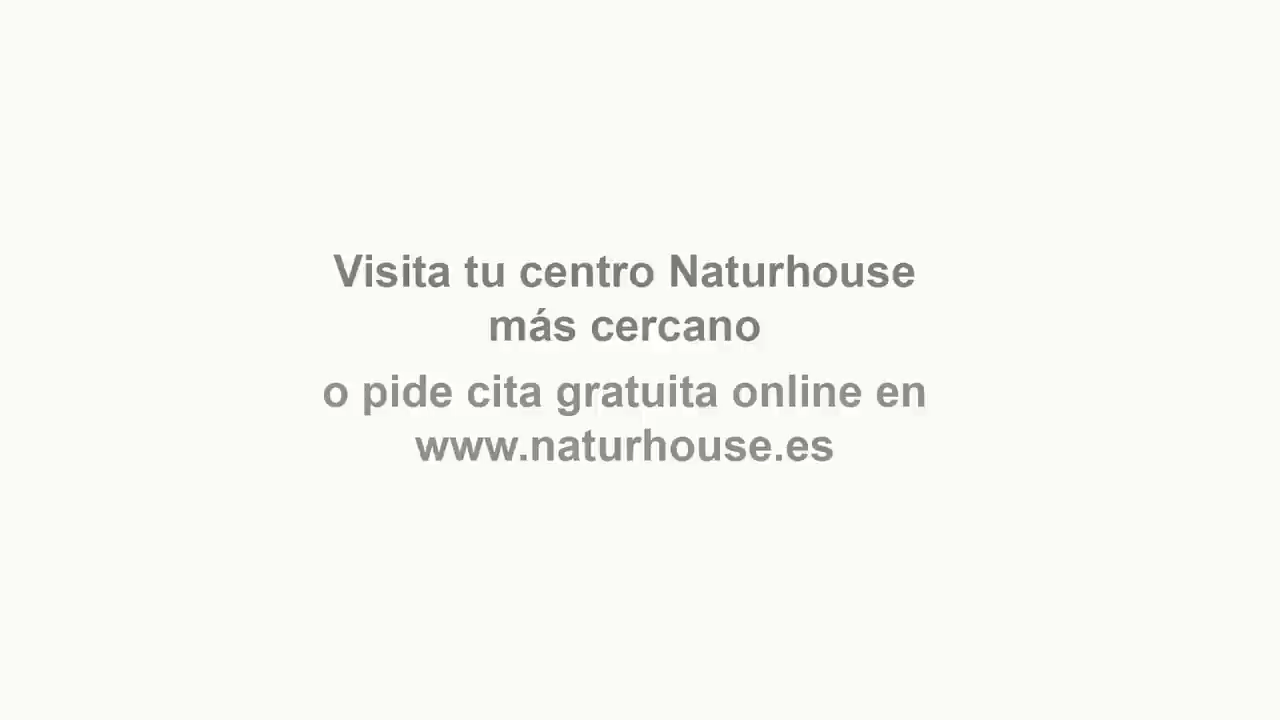 Visita tu centro Naturhouse
más cercano
o pide cita gratuita online en
www.naturhouse.es